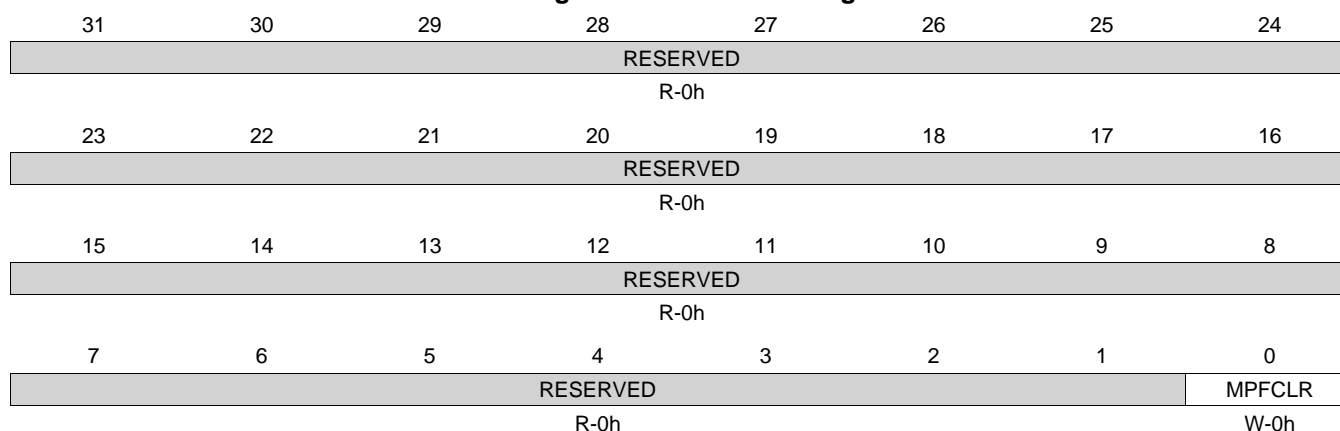 31 30 29 28 27 26 25 24
RESERVED
R-0h
23 22 21 20 19 18 17 16
RESERVED
R-0h
15 14 13 12 11 10 9 8
RESERVED
R-0h
7 6 5 4 3 2 1 0
RESERVED MPFCLR
R-0h W-0h